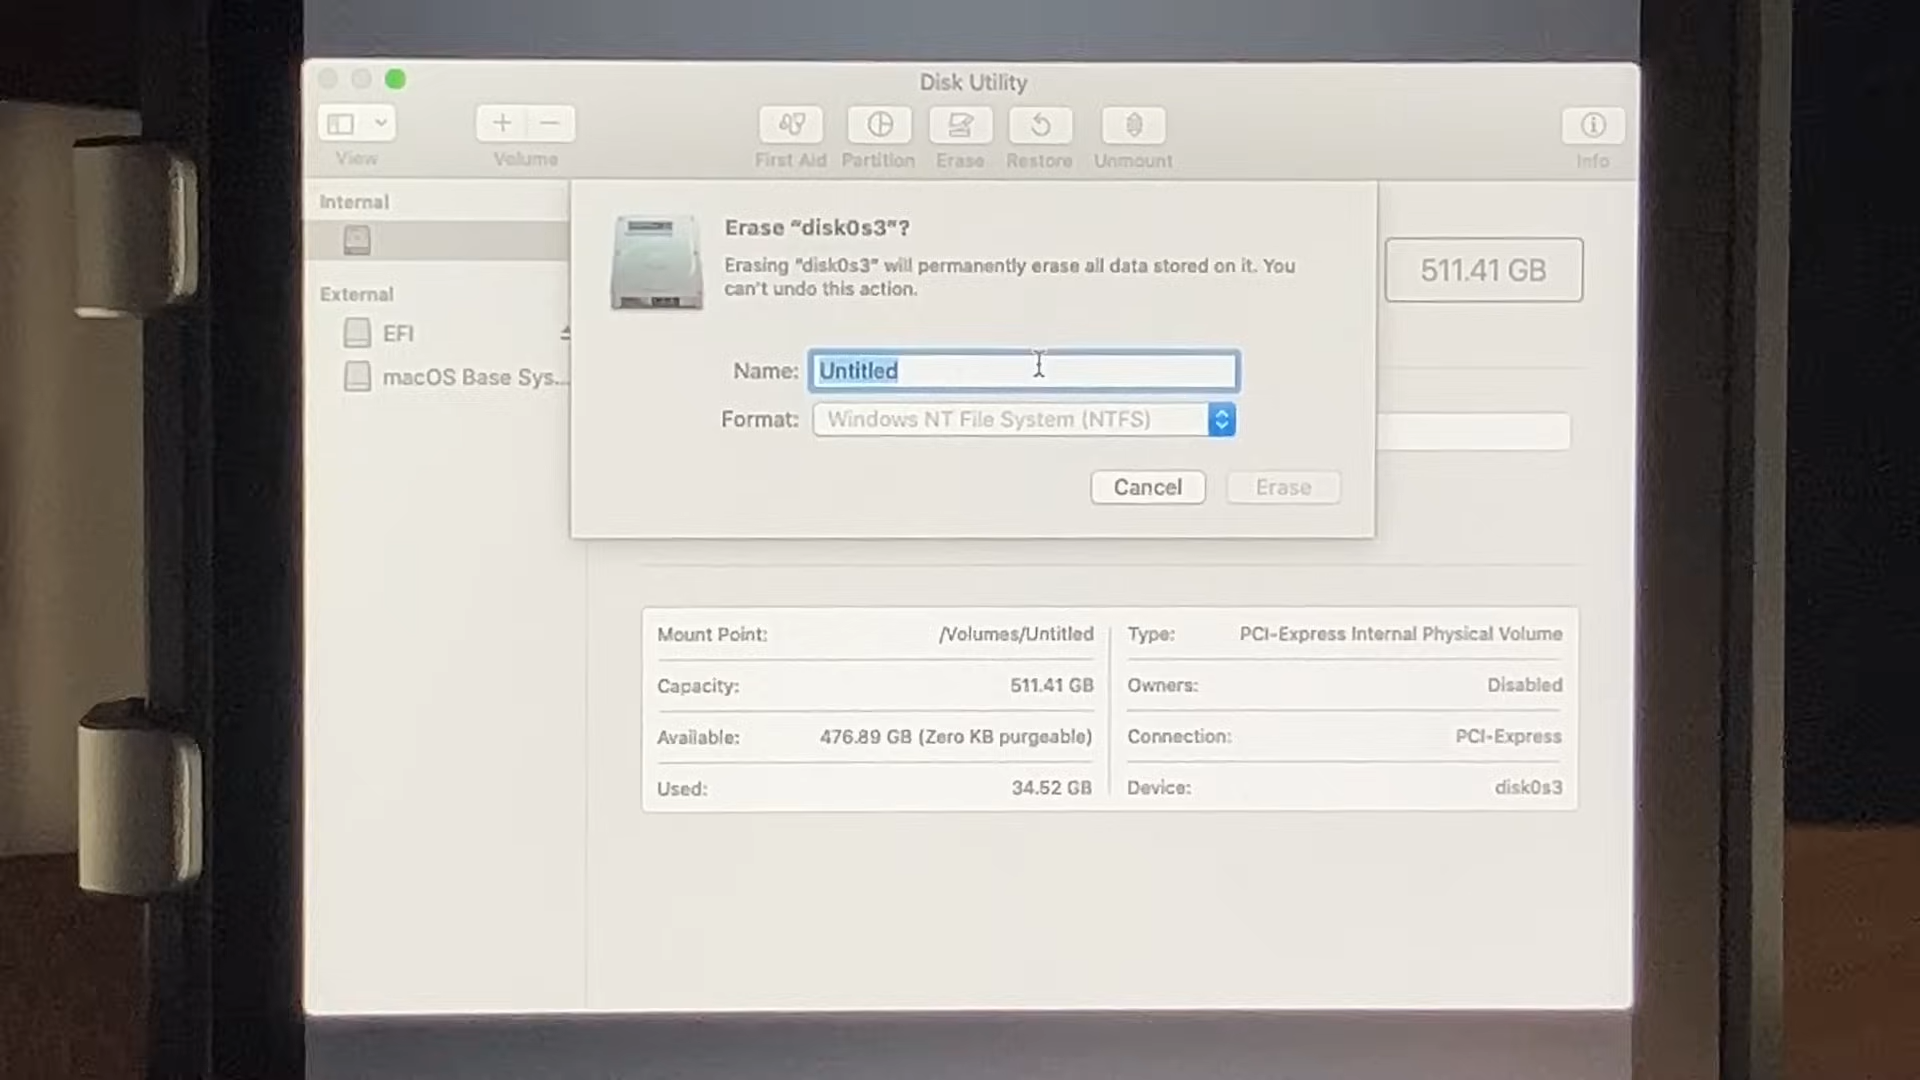 Disk Utility
View
Volume
First Aid
Partition
Erase
Restore
Unmount
Info
Internal
External
EFI
macOS Base Sys...
Erase "disk0s3"?
Erasing "disk0s3" will permanently erase all data stored on it. You
can't undo this action.
Name: Untitled
Format: Windows NT File System (NTFS)
Cancel
Erase
511.41 GB
Mount Point: /Volumes/Untitled
Capacity: 511.41 GB
Available: 476.89 GB (Zero KB purgeable)
Used: 34.52 GB
Type: PCI-Express Internal Physical Volume
Owners: Disabled
Connection: PCI-Express
Device: disk0s3